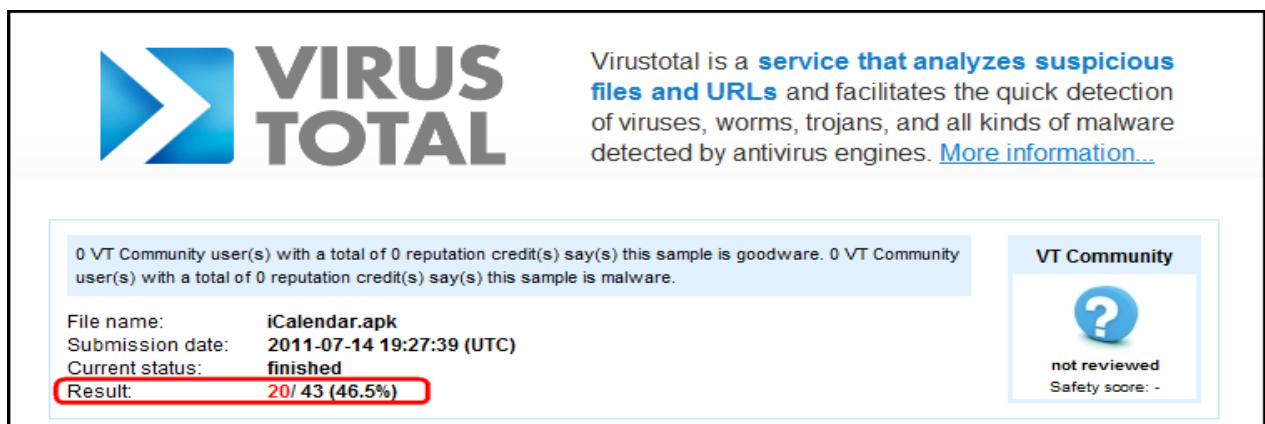 VIRUS
TOTAL
Virustotal is a service that analyzes suspicious
files and URLs and facilitates the quick detection
of viruses, worms, trojans, and all kinds of malware
detected by antivirus engines. More information...
0 VT Community user(s) with a total of 0 reputation credit(s) say(s) this sample is goodware. 0 VT Community
user(s) with a total of 0 reputation credit(s) say(s) this sample is malware.
File name: iCalendar.apk
Submission date: 2011-07-14 19:27:39 (UTC)
Current status: finished
Result: 20/ 43 (46.5%)
VT Community
not reviewed
Safety score: -